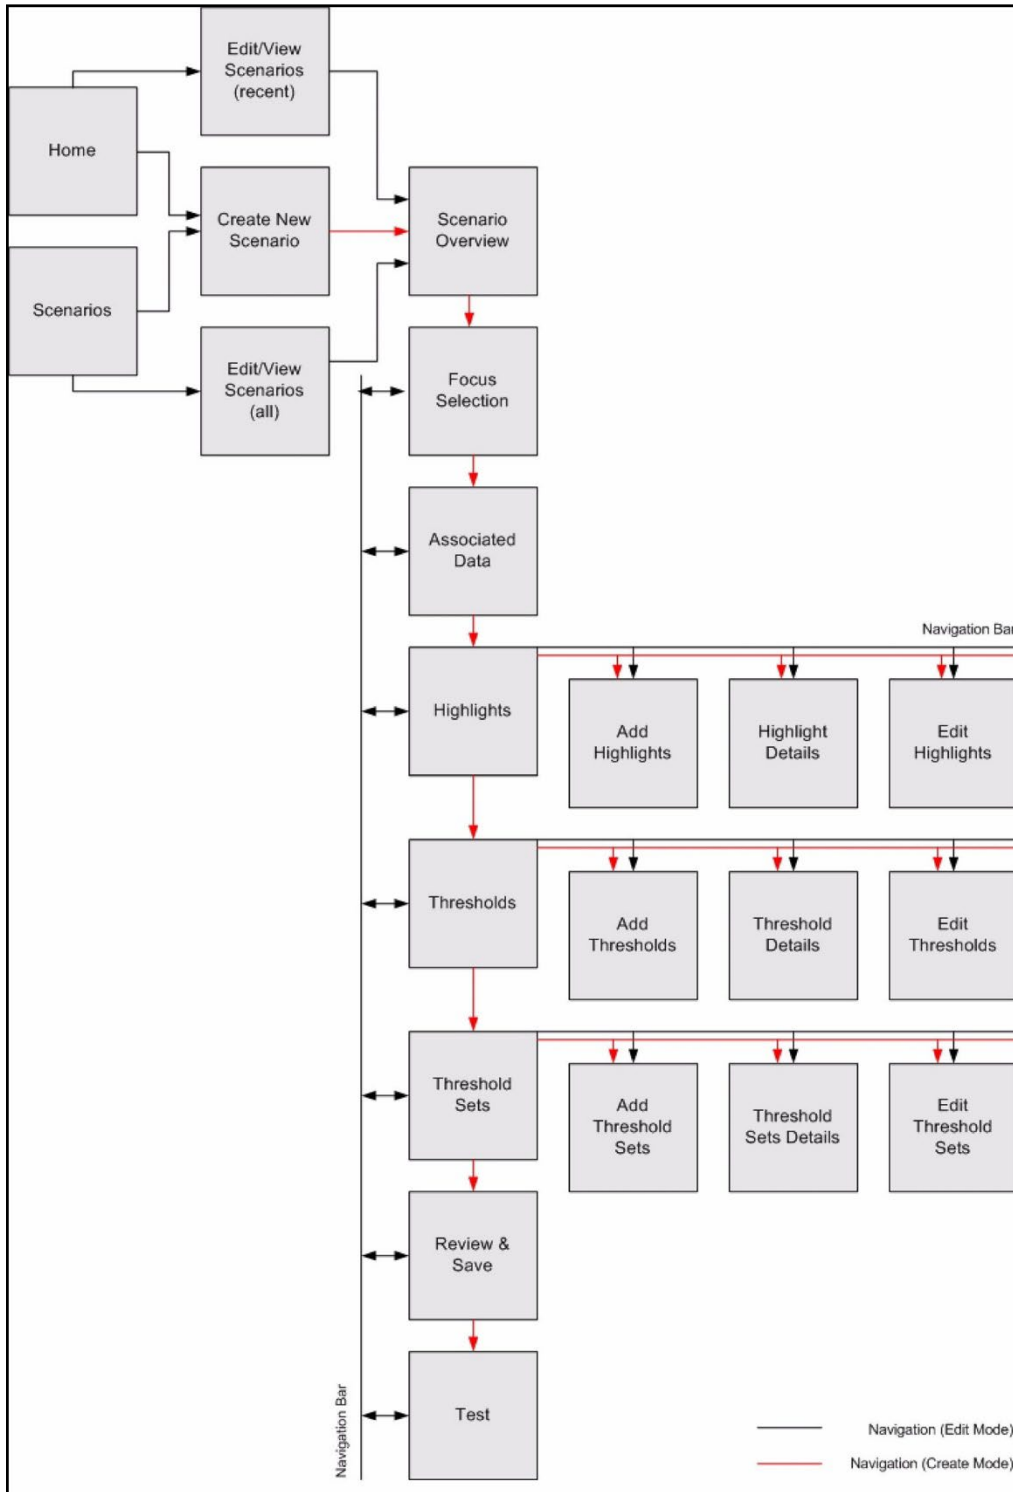 Edit/View
Scenarios
(recent)
Home
Create New
Scenario
Scenario
Overview
Scenarios
Edit/View
Scenarios
(all)
Focus
Selection
Associated
Data
Navigation Bar
Highlights
Add
Highlights
Highlight
Details
Edit
Highlights
Thresholds
Add
Thresholds
Threshold
Details
Edit
Thresholds
Threshold
Sets
Add
Threshold
Sets
Threshold
Sets Details
Edit
Threshold
Sets
Review &
Save
Test
Navigation Bar
Navigation (Edit Mode)
Navigation (Create Mode)